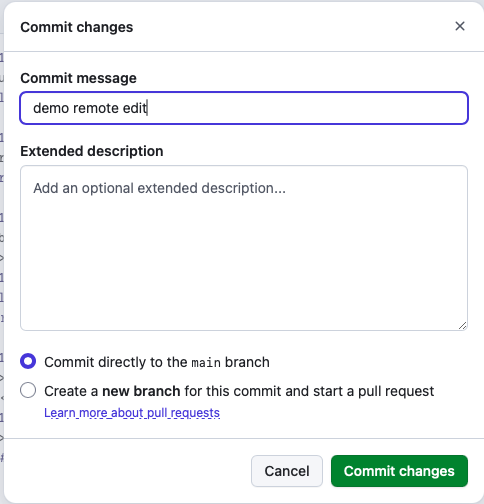 Commit changes
Commit message
demo remote edit
Extended description
Add an optional extended description...
Commit directly to the main branch
Create a new branch for this commit and start a pull request
Learn more about pull requests
Cancel
Commit changes